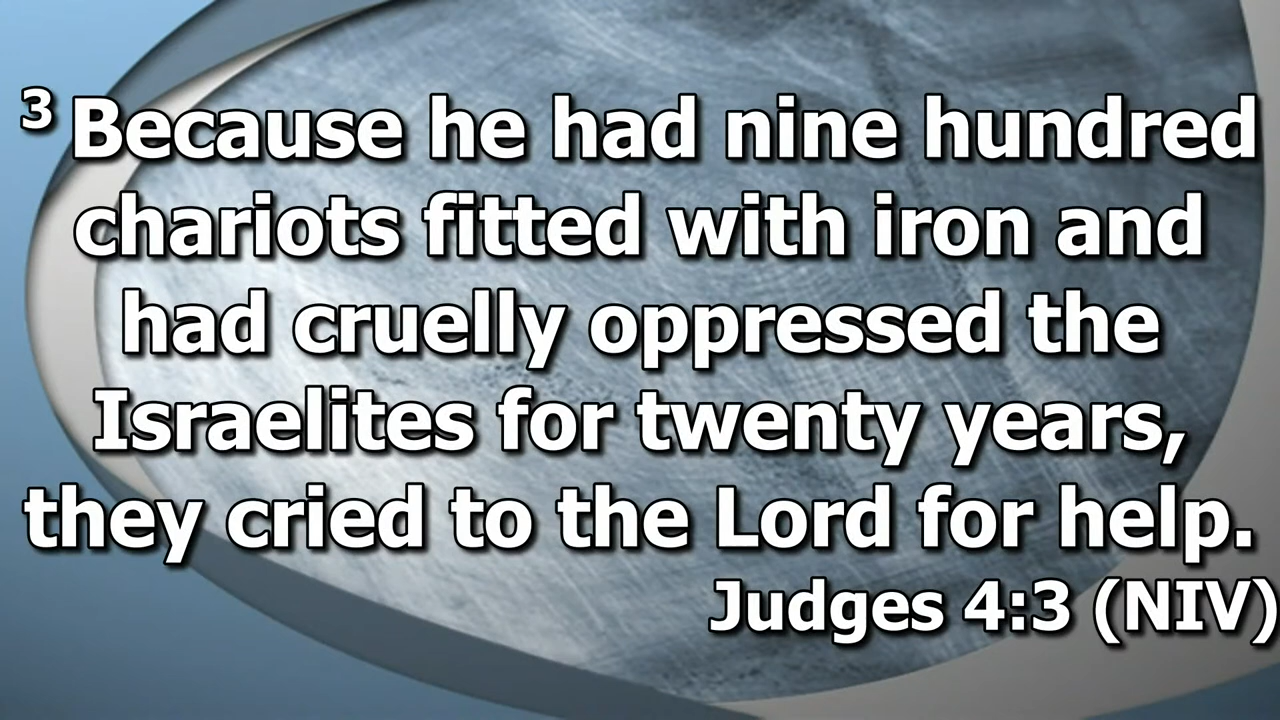 3 Because he had nine hundred
chariots fitted with iron and
had cruelly oppressed the
Israelites for twenty years,
they cried to the Lord for help.
Judges 4:3 (NIV)